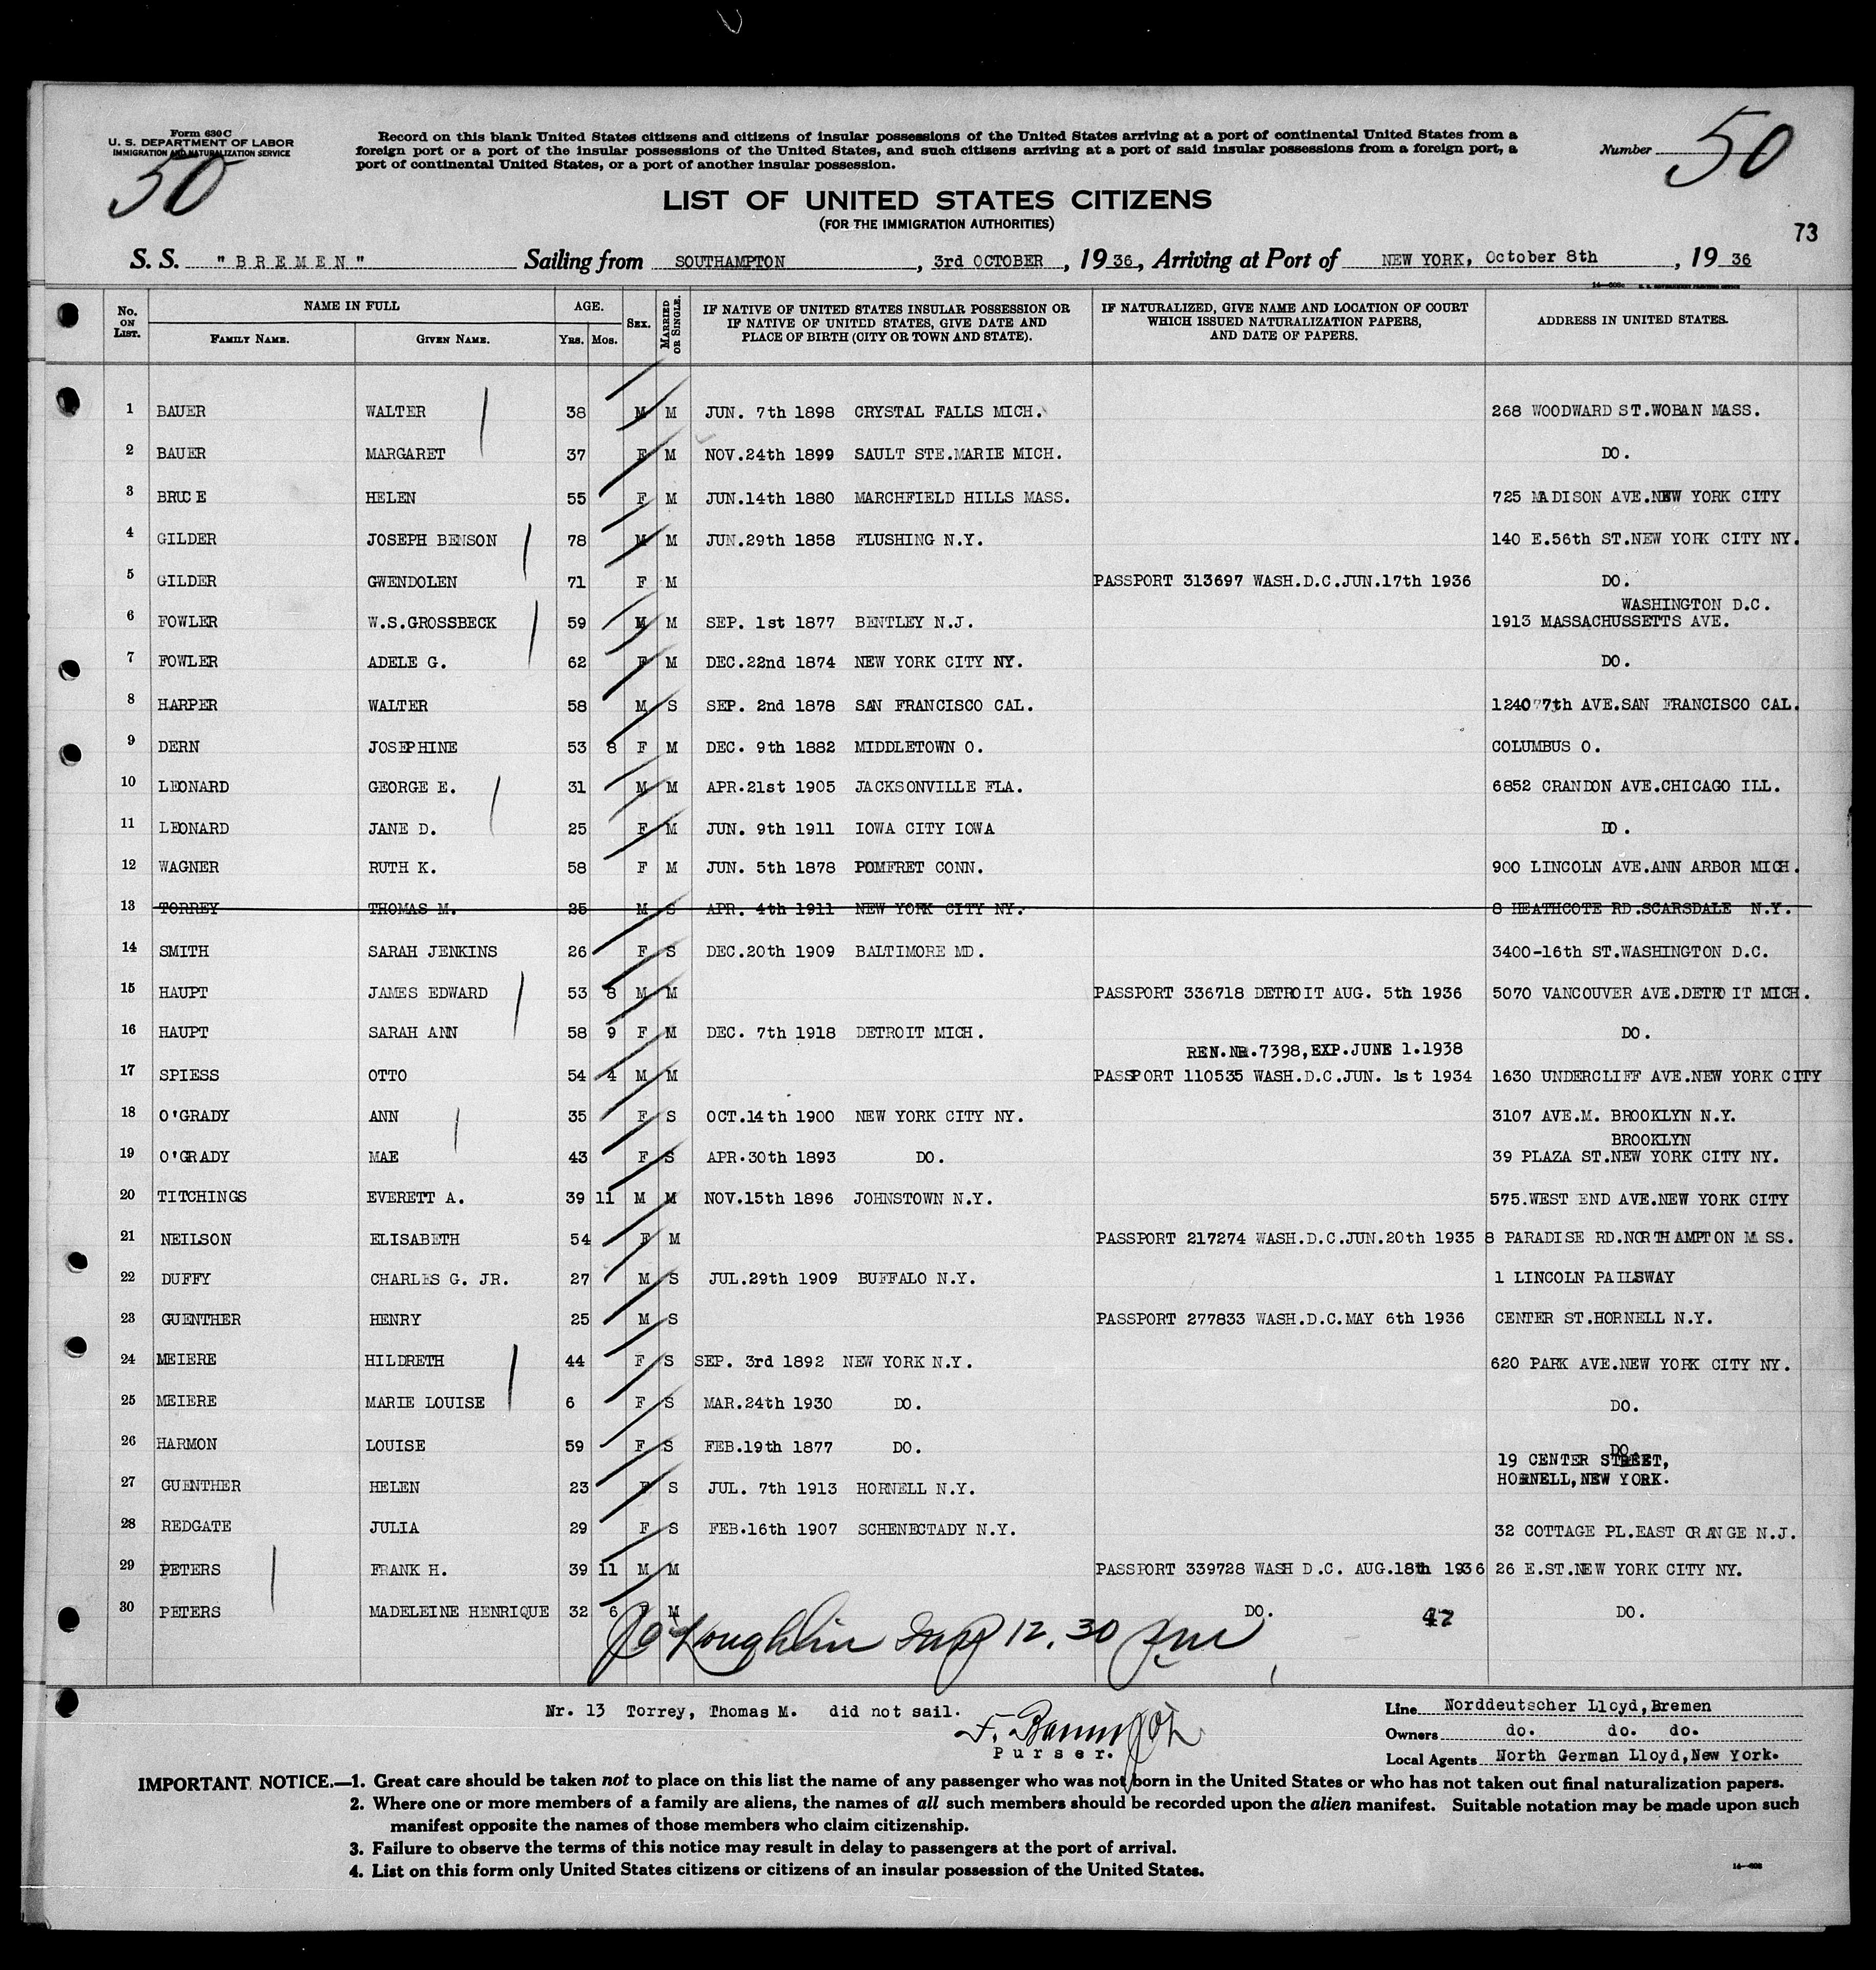 Form 630 C
U. S. DEPARTMENT OF LABOR
IMMIGRATION AND NATURALIZATION SERVICE
50
Record on this blank United States citizens and citizens of insular possessions of the United States arriving at a port of continental United States from a
foreign port or a port of the insular possessions of the United States, and such citizens arriving at a port of said insular possessions from a foreign port, a
port of continental United States, or a port of another insular possession.
Number 50
LIST OF UNITED STATES CITIZENS
(FOR THE IMMIGRATION AUTHORITIES)
73
S. S. "BREMEN" Sailing from SOUTHAMPTON, 3rd OCTOBER, 1936, Arriving at Port of NEW YORK, October 8th, 1936
No. ON LIST. NAME IN FULL FAMILY NAME. GIVEN NAME. AGE. YRS. MOS. SEX. MARRIED OR SINGLE. IF NATIVE OF UNITED STATES INSULAR POSSESSION OR IF NATIVE OF UNITED STATES, GIVE DATE AND PLACE OF BIRTH (CITY OR TOWN AND STATE). IF NATURALIZED, GIVE NAME AND LOCATION OF COURT WHICH ISSUED NATURALIZATION PAPERS, AND DATE OF PAPERS. ADDRESS IN UNITED STATES.
1 BAUER WALTER 38 M M JUN. 7th 1898 CRYSTAL FALLS MICH. 268 WOODWARD ST.WOBAN MASS.
2 BAUER MARGARET 37 F M NOV.24th 1899 SAULT STE.MARIE MICH. DO.
3 BRUCE HELEN 55 F M JUN.14th 1880 MARCHFIELD HILLS MASS. 725 MADISON AVE.NEW YORK CITY
4 GILDER JOSEPH BENSON 78 M M JUN.29th 1858 FLUSHING N.Y. 140 E.56th ST.NEW YORK CITY NY.
5 GILDER GWENDOLEN 71 F M PASSPORT 313697 WASH.D.C.JUN.17th 1936 DO.
WASHINGTON D.C.
6 FOWLER W.S.GROSSBECK 59 M M SEP. 1st 1877 BENTLEY N.J. 1913 MASSACHUSSETTS AVE.
7 FOWLER ADELE G. 62 F M DEC.22nd 1874 NEW YORK CITY NY. DO.
8 HARPER WALTER 58 M S SEP. 2nd 1878 SAN FRANCISCO CAL. 1240 7th AVE.SAN FRANCISCO CAL.
9 DERN JOSEPHINE 53 8 F M DEC. 9th 1882 MIDDLETOWN O. COLUMBUS O.
10 LEONARD GEORGE E. 31 M M APR.21st 1905 JACKSONVILLE FLA. 6852 CRANDON AVE.CHICAGO ILL.
11 LEONARD JANE D. 25 F M JUN. 9th 1911 IOWA CITY IOWA DO.
12 WAGNER RUTH K. 58 F M JUN. 5th 1878 POMFRET CONN. 900 LINCOLN AVE.ANN ARBOR MICH.
13 TORREY THOMAS M. 25 M S APR. 4th 1911 NEW YORK CITY NY. 8 HEATHCOTE RD.SCARSDALE N.Y.
14 SMITH SARAH JENKINS 26 F S DEC.20th 1909 BALTIMORE MD. 3400-16th ST.WASHINGTON D.C.
15 HAUPT JAMES EDWARD 53 8 M M PASSPORT 336718 DETROIT AUG. 5th 1936 5070 VANCOUVER AVE.DETROIT MICH.
16 HAUPT SARAH ANN 58 9 F M DEC. 7th 1918 DETROIT MICH. DO.
REN.NR.7398,EXP.JUNE 1.1938
17 SPIESS OTTO 54 4 M M PASSPORT 110535 WASH.D.C.JUN. 1st 1934 1630 UNDERCLIFF AVE.NEW YORK CITY
18 O'GRADY ANN 35 F S OCT.14th 1900 NEW YORK CITY NY. 3107 AVE.M. BROOKLYN N.Y.
BROOKLYN
19 O'GRADY MAE 43 F S APR.30th 1893 DO. 39 PLAZA ST.NEW YORK CITY NY.
20 TITCHINGS EVERETT A. 39 11 M M NOV.15th 1896 JOHNSTOWN N.Y. 575.WEST END AVE.NEW YORK CITY
21 NEILSON ELISABETH 54 F M PASSPORT 217274 WASH.D.C.JUN.20th 1935 8 PARADISE RD.NORTHAMPTON M SS.
22 DUFFY CHARLES G. JR. 27 M S JUL.29th 1909 BUFFALO N.Y. 1 LINCOLN PAILSWAY
23 GUENTHER HENRY 25 M S PASSPORT 277833 WASH.D.C.MAY 6th 1936 CENTER ST.HORNELL N.Y.
24 MEIERE HILDRETH 44 F S SEP. 3rd 1892 NEW YORK N.Y. 620 PARK AVE.NEW YORK CITY NY.
25 MEIERE MARIE LOUISE 6 F S MAR.24th 1930 DO. DO.
26 HARMON LOUISE 59 F S FEB.19th 1877 DO. DO.
19 CENTER STREET,
HORNELL,NEW YORK.
27 GUENTHER HELEN 23 F S JUL. 7th 1913 HORNELL N.Y.
28 REDGATE JULIA 29 F S FEB.16th 1907 SCHENECTADY N.Y. 32 COTTAGE PL.EAST ORANGE N.J.
29 PETERS FRANK H. 39 11 M M PASSPORT 339728 WASH D.C. AUG.18th 1936 26 E.ST.NEW YORK CITY NY.
30 PETERS MADELEINE HENRIQUE 32 6 F M DO. 47 DO.
12.30 pm
Nr. 13 Torrey, Thomas M. did not sail.
Purser.
Line Norddeutscher Lloyd,Bremen
Owners do. do. do.
Local Agents North German Lloyd,New York.
IMPORTANT NOTICE.—1. Great care should be taken not to place on this list the name of any passenger who was not born in the United States or who has not taken out final naturalization papers.
2. Where one or more members of a family are aliens, the names of all such members should be recorded upon the alien manifest. Suitable notation may be made upon such
manifest opposite the names of those members who claim citizenship.
3. Failure to observe the terms of this notice may result in delay to passengers at the port of arrival.
4. List on this form only United States citizens or citizens of an insular possession of the United States.